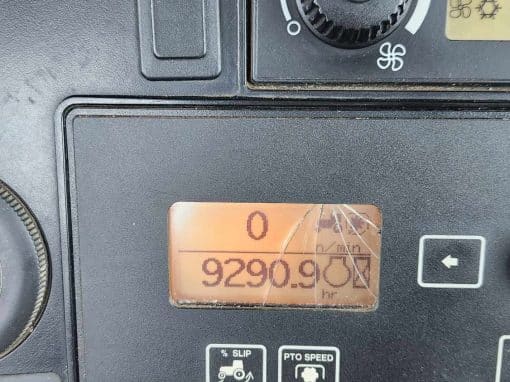 0
n/min
9290.9
hr
% SLIP
PTO SPEED